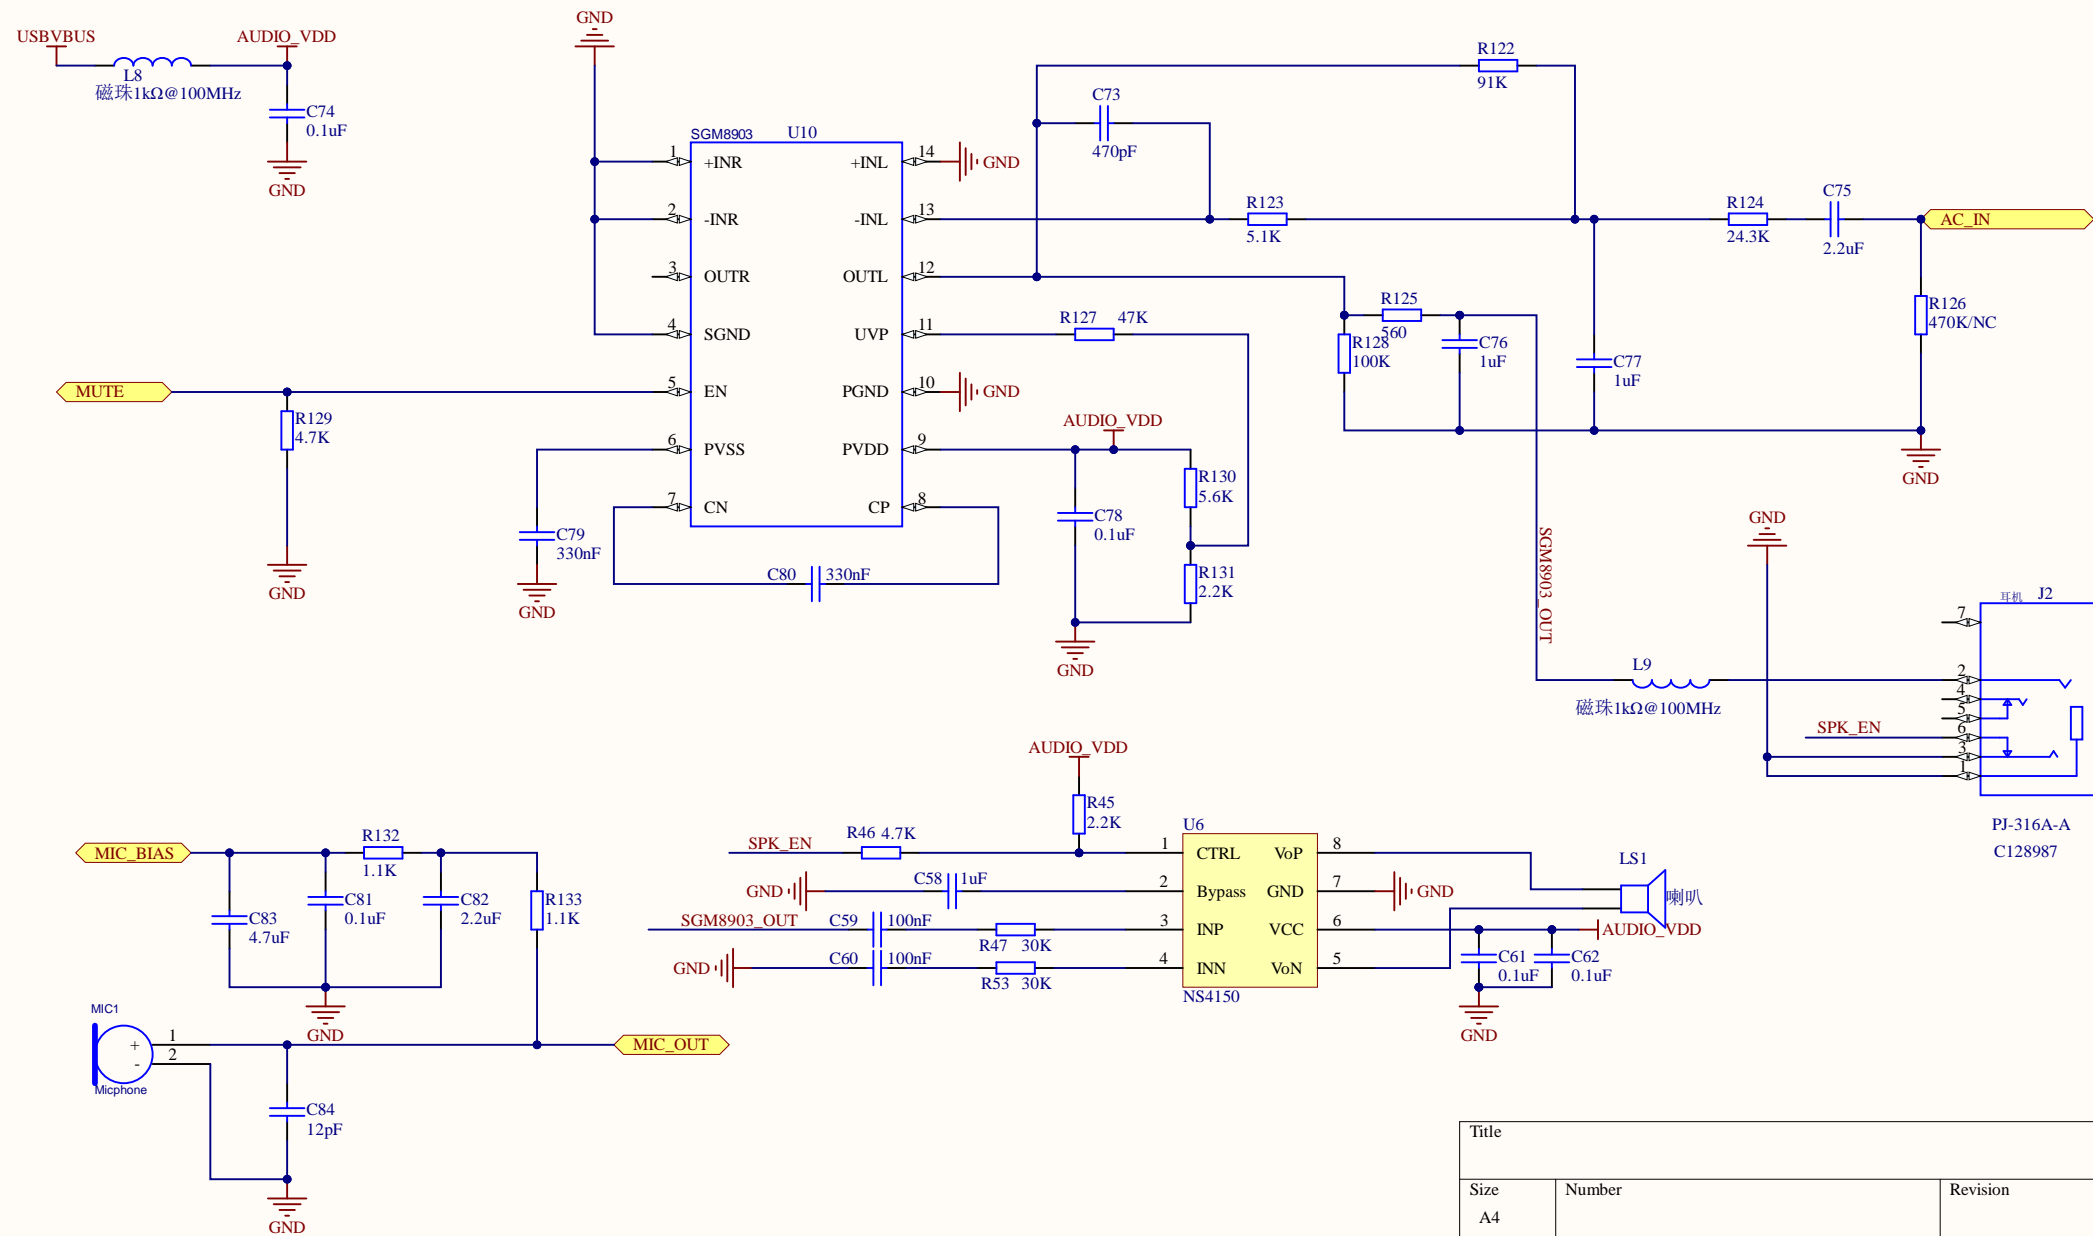 USBVBUS
AUDIO_VDD
L8
磁珠1kΩ@100MHz
C74
0.1uF
GND
GND
SGM8903
U10
1
+INR
2
-INR
3
OUTR
4
SGND
5
EN
6
PVSS
7
CN
+INL
14
-INL
13
OUTL
12
UVP
11
PGND
10
PVDD
9
CP
8
GND
GND
MUTE
R129
4.7K
GND
C79
330nF
GND
C80
330nF
C73
470pF
R122
91K
R123
5.1K
R124
24.3K
C75
2.2uF
AC_IN
R126
470K/NC
GND
R127
47K
R125
560
R128
100K
C76
1uF
C77
1uF
AUDIO_VDD
C78
0.1uF
R130
5.6K
R131
2.2K
GND
SGM8903_OUT
L9
磁珠1kΩ@100MHz
GND
耳机
J2
7
2
4
5
6
3
1
SPK_EN
PJ-316A-A
C128987
MIC_BIAS
C83
4.7uF
C81
0.1uF
R132
1.1K
C82
2.2uF
R133
1.1K
GND
MIC1
+
-
Micphone
1
2
MIC_OUT
C84
12pF
GND
AUDIO_VDD
R45
2.2K
SPK_EN
R46 4.7K
GND
C58
1uF
SGM8903_OUT
C59
100nF
R47 30K
GND
C60
100nF
R53 30K
U6
1
CTRL
2
Bypass
3
INP
4
INN
VoP
8
GND
7
VCC
6
VoN
5
NS4150
GND
LS1
喇叭
AUDIO_VDD
C61
0.1uF
C62
0.1uF
GND
Title
Size
A4
Number
Revision